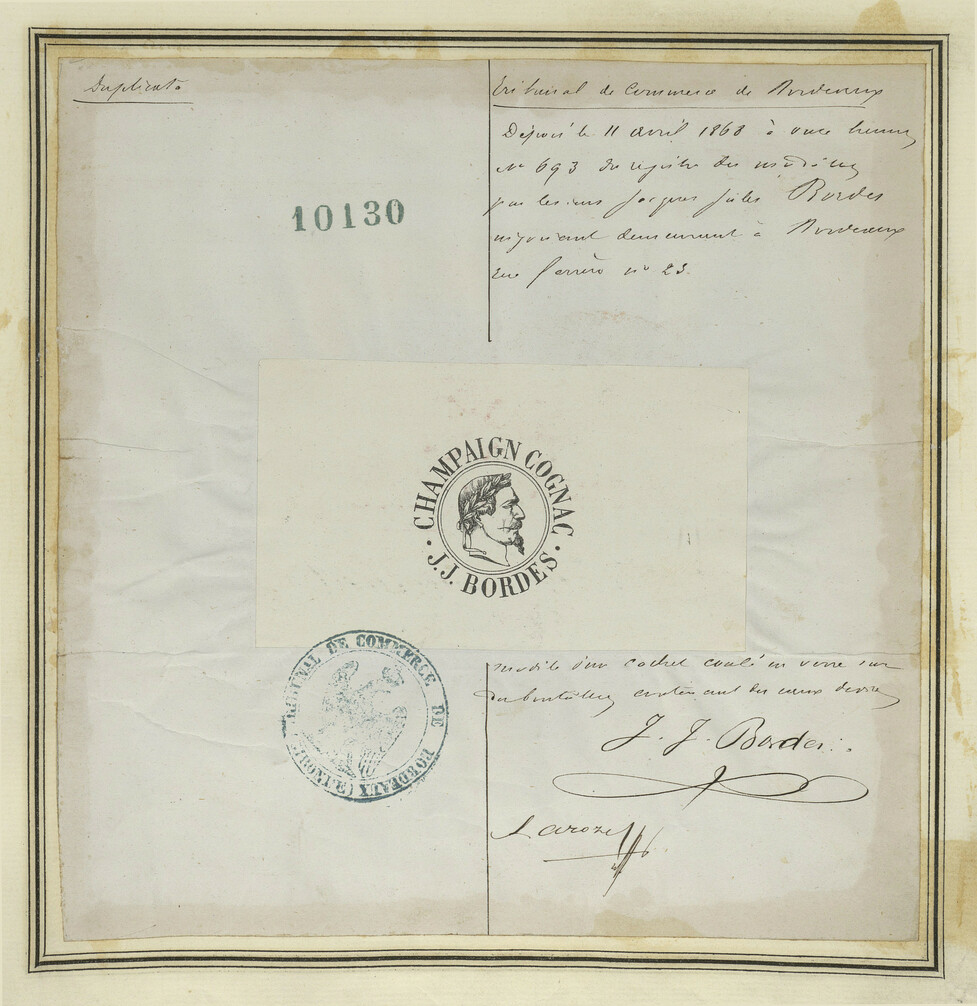 Duplicata
10130
Tribunal de Commerce de Bordeaux
Déposé le 11 avril 1868 à onze heures
n° 693 du registre des modèles
par le sieur Jacques Jules Bordes
négociant demeurant à Bordeaux
rue Ferrère n° 23.
CHAMPAIGN COGNAC
· J.J. BORDES ·
TRIBUNAL DE COMMERCE DE BORDEAUX (GIRONDE)
modèle d'un cachet coulé en verre sur
des bouteilles contenant des eaux de vie
J. J. Bordes